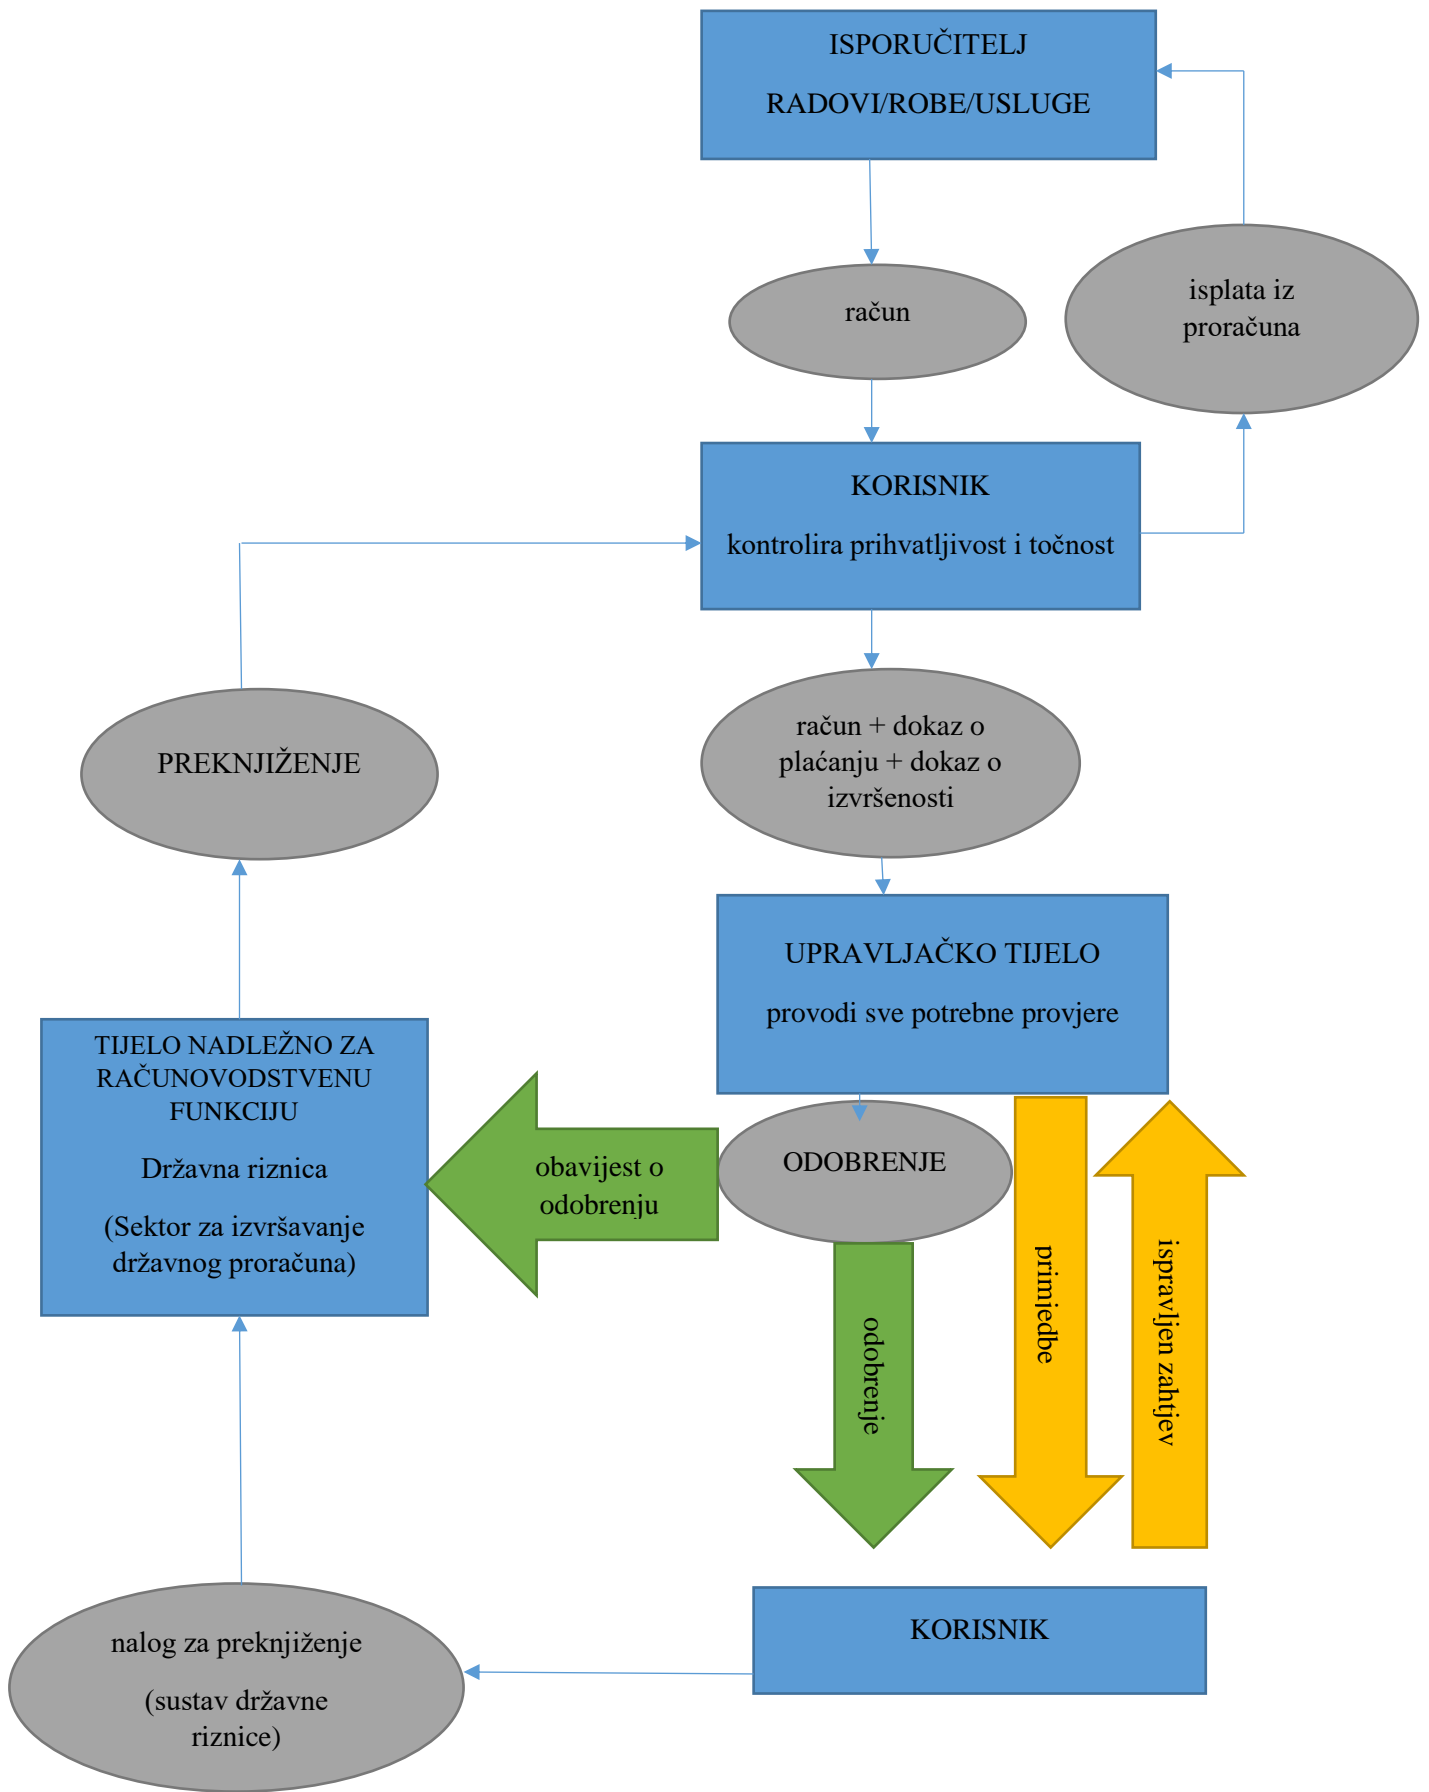 ISPORUČITELJ
RADOVI/ROBE/USLUGE
račun
isplata iz
proračuna
KORISNIK
kontrolira prihvatljivost i točnost
PREKNJIŽENJE
račun + dokaz o
plaćanju + dokaz o
izvršenosti
UPRAVLJAČKO TIJELO
provodi sve potrebne provjere
TIJELO NADLEŽNO ZA
RAČUNOVODSTVENU
FUNKCIJU
Državna riznica
(Sektor za izvršavanje
državnog proračuna)
obavijest o
odobrenju
ODOBRENJE
odobrenje
primjedbe
ispravljen zahtjev
KORISNIK
nalog za preknjiženje
(sustav državne
riznice)